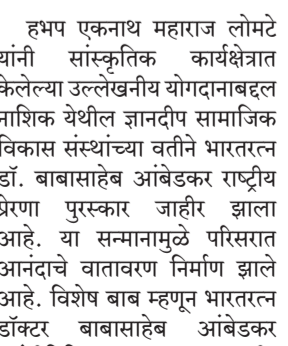 हभप एकनाथ महाराज लोमटे
यांनी सांस्कृतिक कार्यक्षेत्रात
केलेल्या उल्लेखनीय योगदानाबद्दल
नाशिक येथील ज्ञानदीप सामाजिक
विकास संस्थांच्या वतीने भारतरत्न
डॉ. बाबासाहेब आंबेडकर राष्ट्रीय
प्रेरणा पुरस्कार जाहीर झाला
आहे. या सन्मानामुळे परिसरात
आनंदाचे वातावरण निर्माण झाले
आहे. विशेष बाब म्हणून भारतरत्न
डॉक्टर बाबासाहेब आंबेडकर